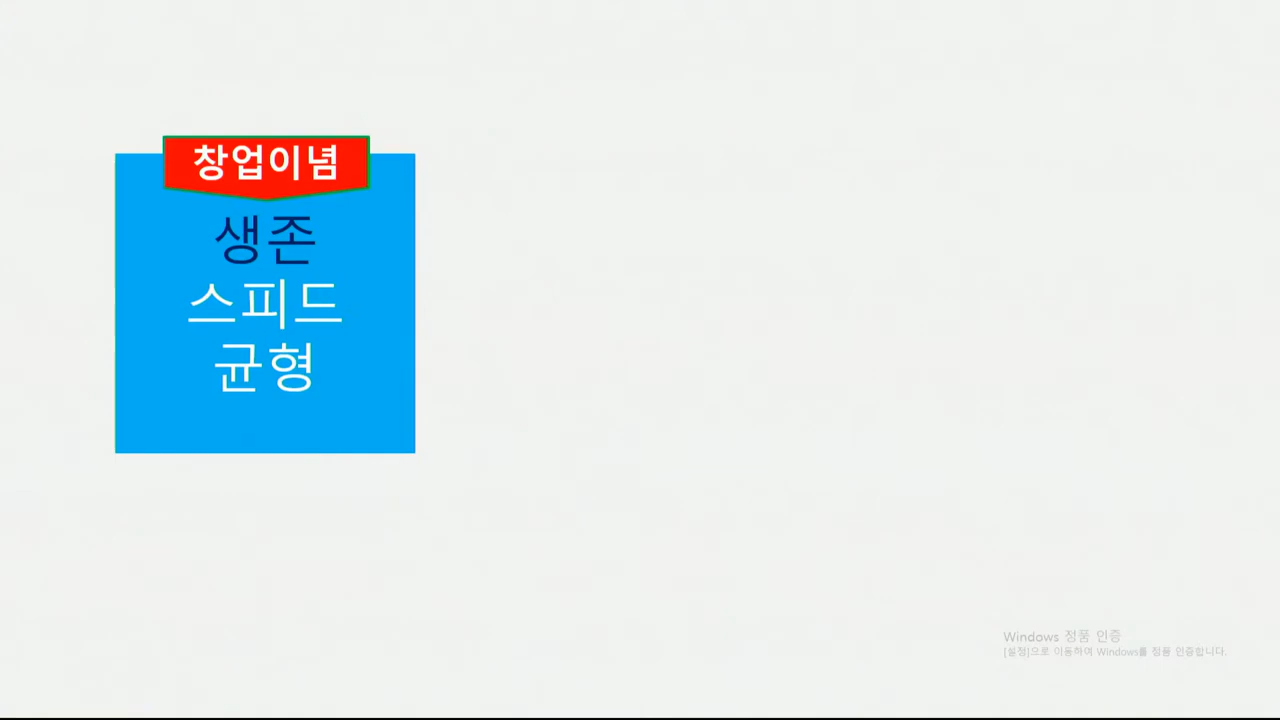 창업이념
생존
스피드
균형
Windows 정품 인증
[설정]으로 이동하여 Windows를 정품 인증합니다.